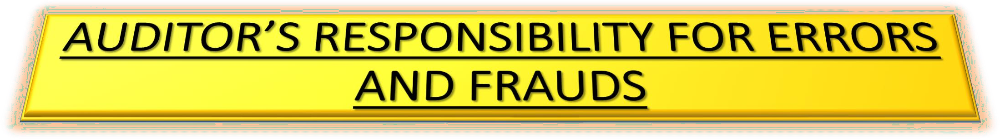 AUDITOR’S RESPONSIBILITY FOR ERRORS
AND FRAUDS